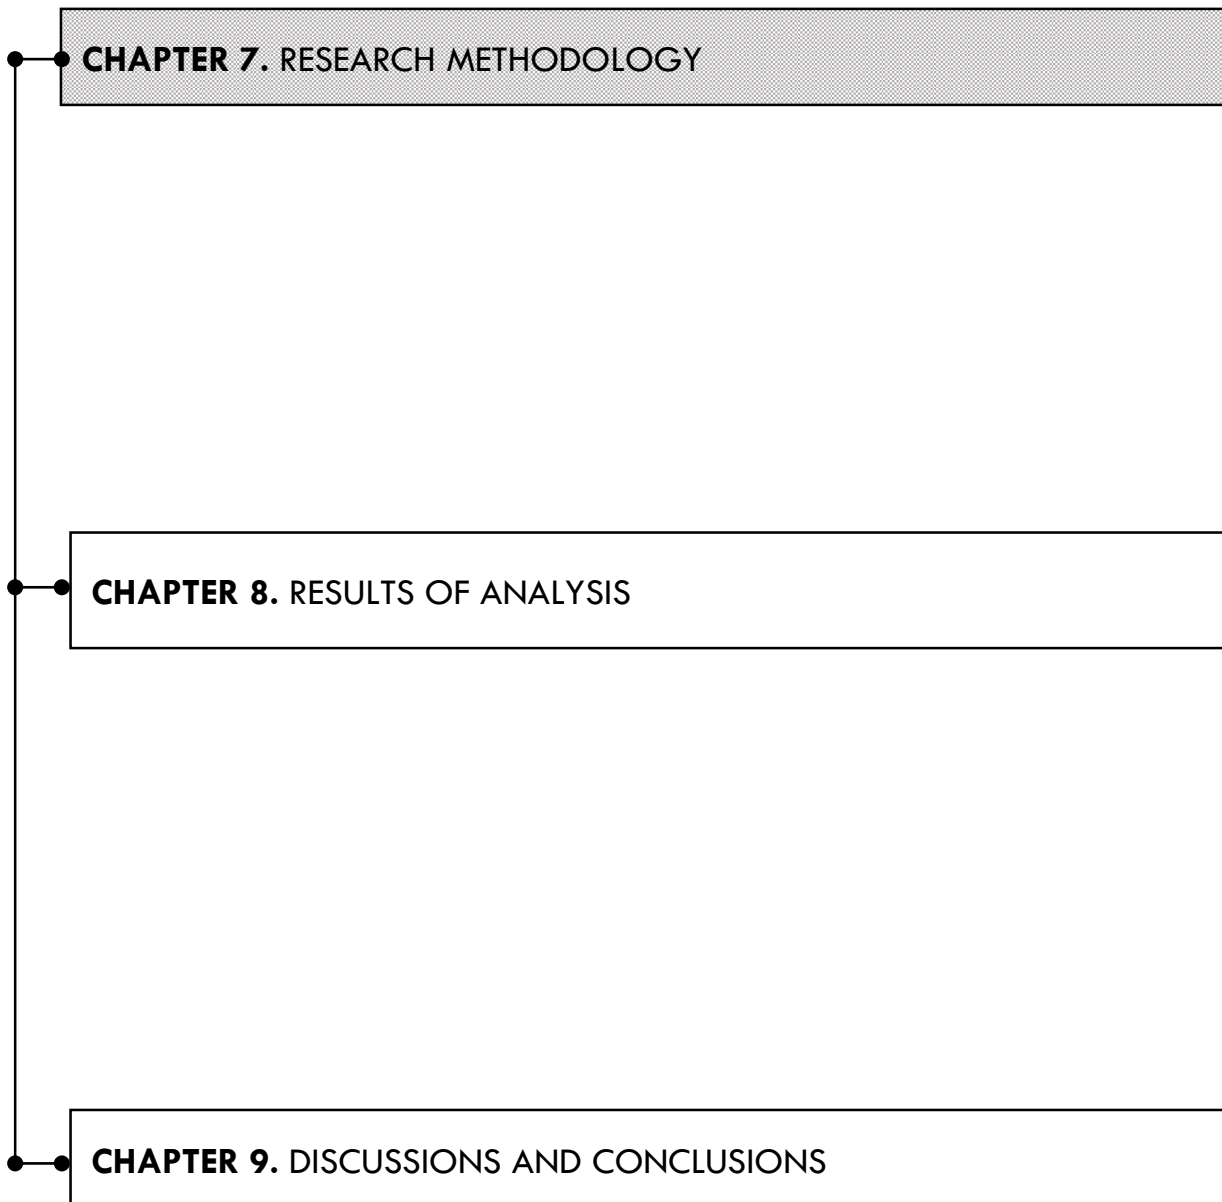 CHAPTER 7. RESEARCH METHODOLOGY
CHAPTER 8. RESULTS OF ANALYSIS
CHAPTER 9. DISCUSSIONS AND CONCLUSIONS